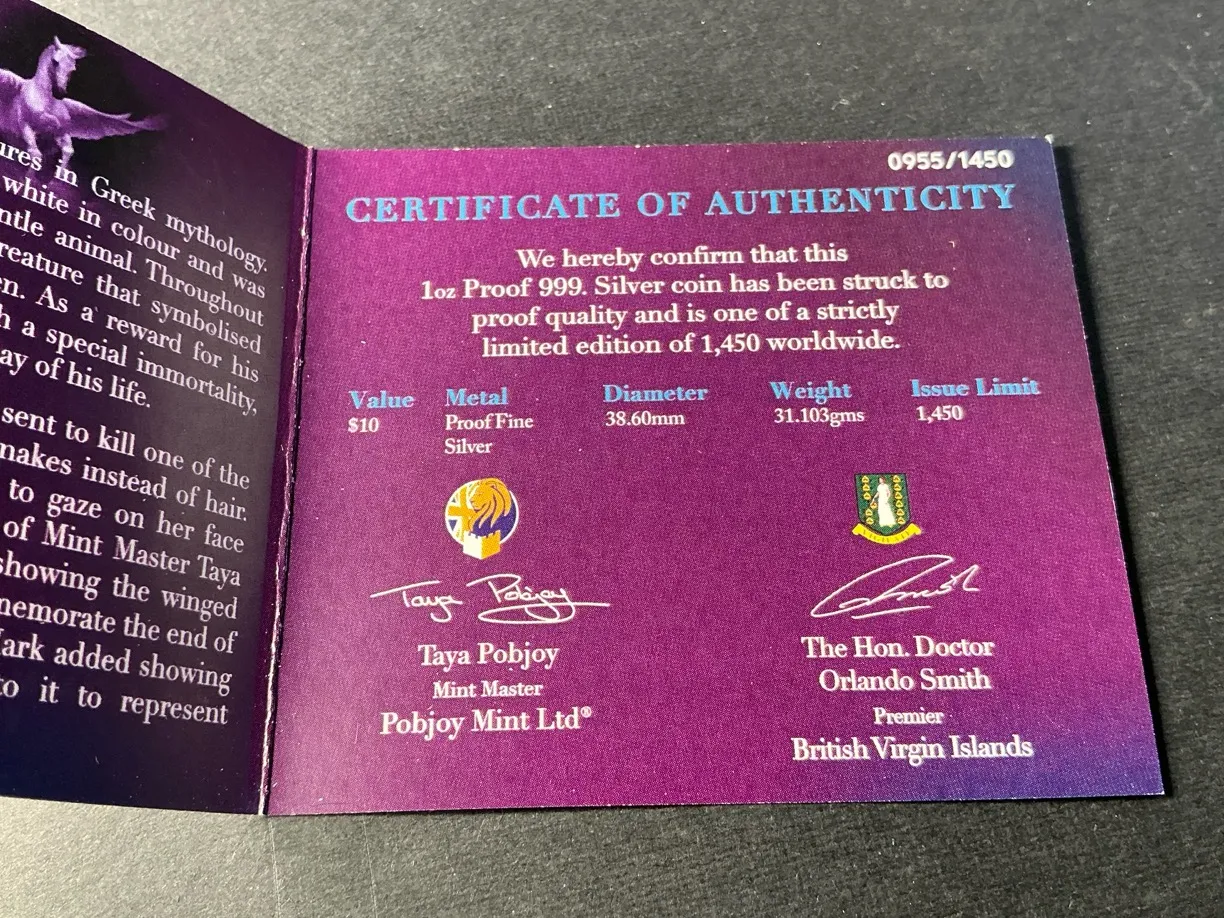 ures in Greek mythology.
white in colour and was
ntle animal. Throughout
reature that symbolised
en. As a reward for his
h a special immortality,
ay of his life.
sent to kill one of the
nakes instead of hair.
to gaze on her face
of Mint Master Taya
showing the winged
memorate the end of
Mark added showing
to it to represent
0955/1450
CERTIFICATE OF AUTHENTICITY
We hereby confirm that this
1oz Proof 999. Silver coin has been struck to
proof quality and is one of a strictly
limited edition of 1,450 worldwide.
Value Metal Diameter Weight Issue Limit
$10 Proof Fine 38.60mm 31.103gms 1,450
Silver
VIGILATE
Taya Pobjoy
Taya Pobjoy
Mint Master
Pobjoy Mint Ltd®
The Hon. Doctor
Orlando Smith
Premier
British Virgin Islands